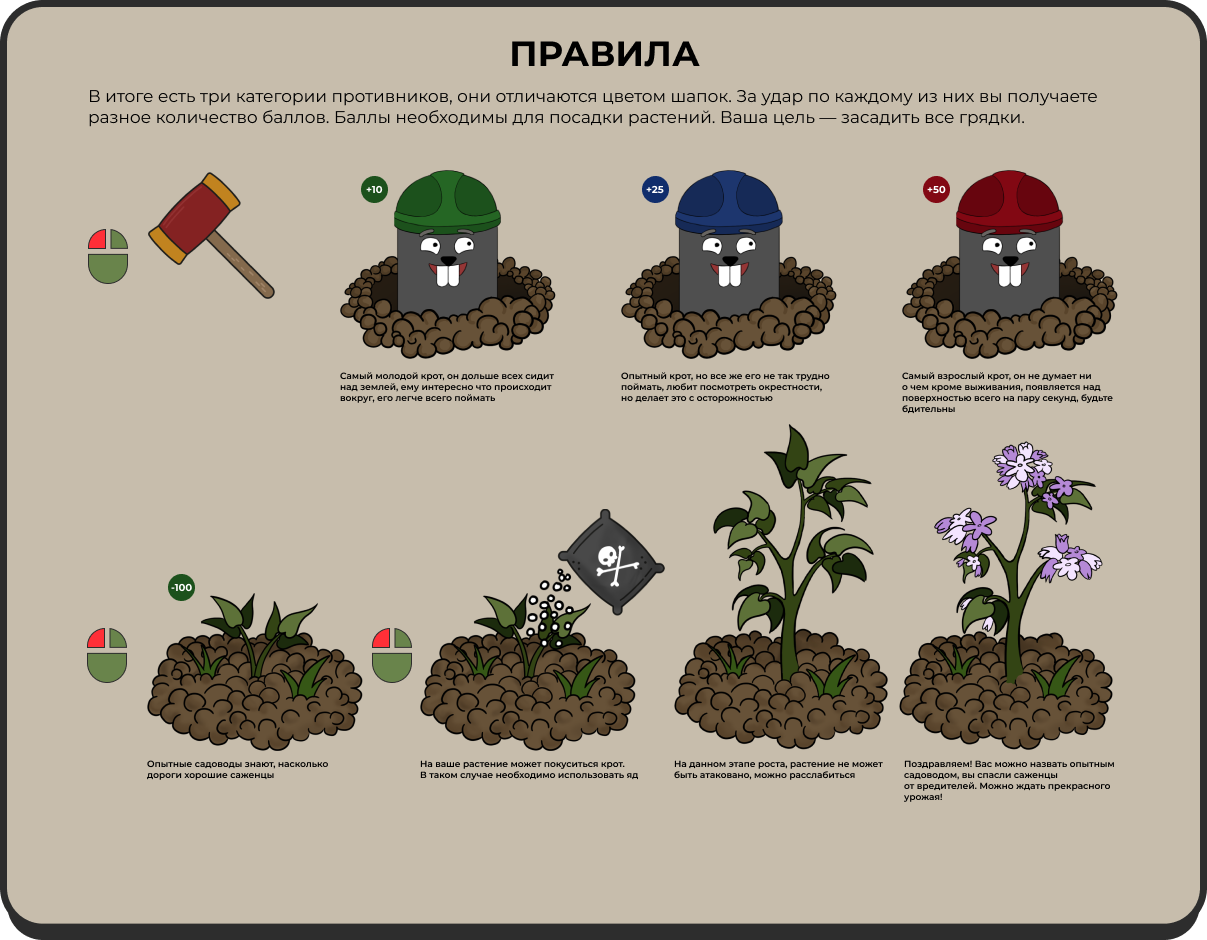 ПРАВИЛА
В итоге есть три категории противников, они отличаются цветом шапок. За удар по каждому из них вы получаете
разное количество баллов. Баллы необходимы для посадки растений. Ваша цель — засадить все грядки.
+10
+25
+50
Самый молодой крот, он дольше всех сидит
над землей, ему интересно что происходит
вокруг, его легче всего поймать
Опытный крот, но все же его не так трудно
поймать, любит посмотреть окрестности,
но делает это с осторожностью
Самый взрослый крот, он не думает ни
о чем кроме выживания, появляется над
поверхностью всего на пару секунд, будьте
бдительны
-100
Опытные садоводы знают, насколько
дороги хорошие саженцы
На ваше растение может покуситься крот.
В таком случае необходимо использовать яд
На данном этапе роста, растение не может
быть атаковано, можно расслабиться
Поздравляем! Вас можно назвать опытным
садоводом, вы спасли саженцы
от вредителей. Можно ждать прекрасного
урожая!